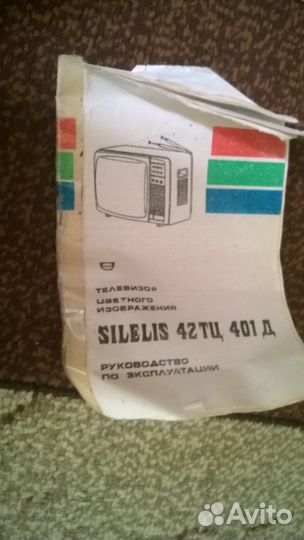 ТЕЛЕВИЗОР
ЦВЕТНОГО
ИЗОБРАЖЕНИЯ
SILELIS 42ТЦ 401 Д
РУКОВОДСТВО
ПО ЭКСПЛУАТАЦИИ
Avito